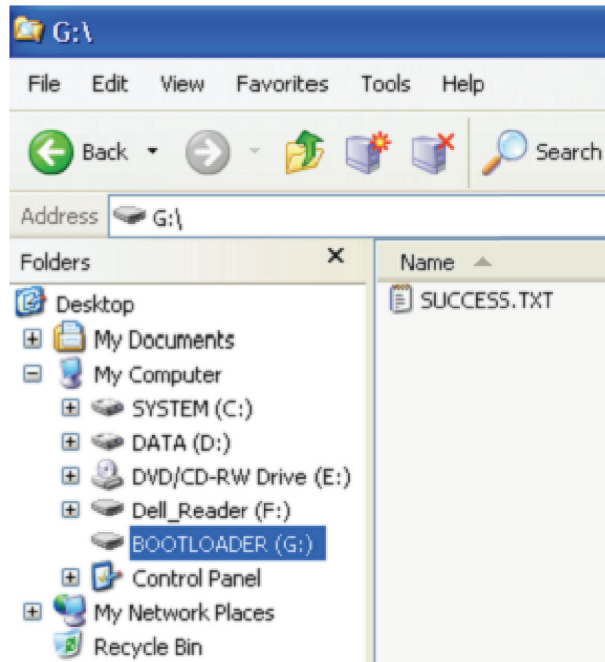 G:\
File Edit View Favorites Tools Help
Back Search
Address G:\
Folders
Name
Desktop
SUCCESS.TXT
My Documents
My Computer
SYSTEM (C:)
DATA (D:)
DVD/CD-RW Drive (E:)
Dell_Reader (F:)
BOOTLOADER (G:)
Control Panel
My Network Places
Recycle Bin